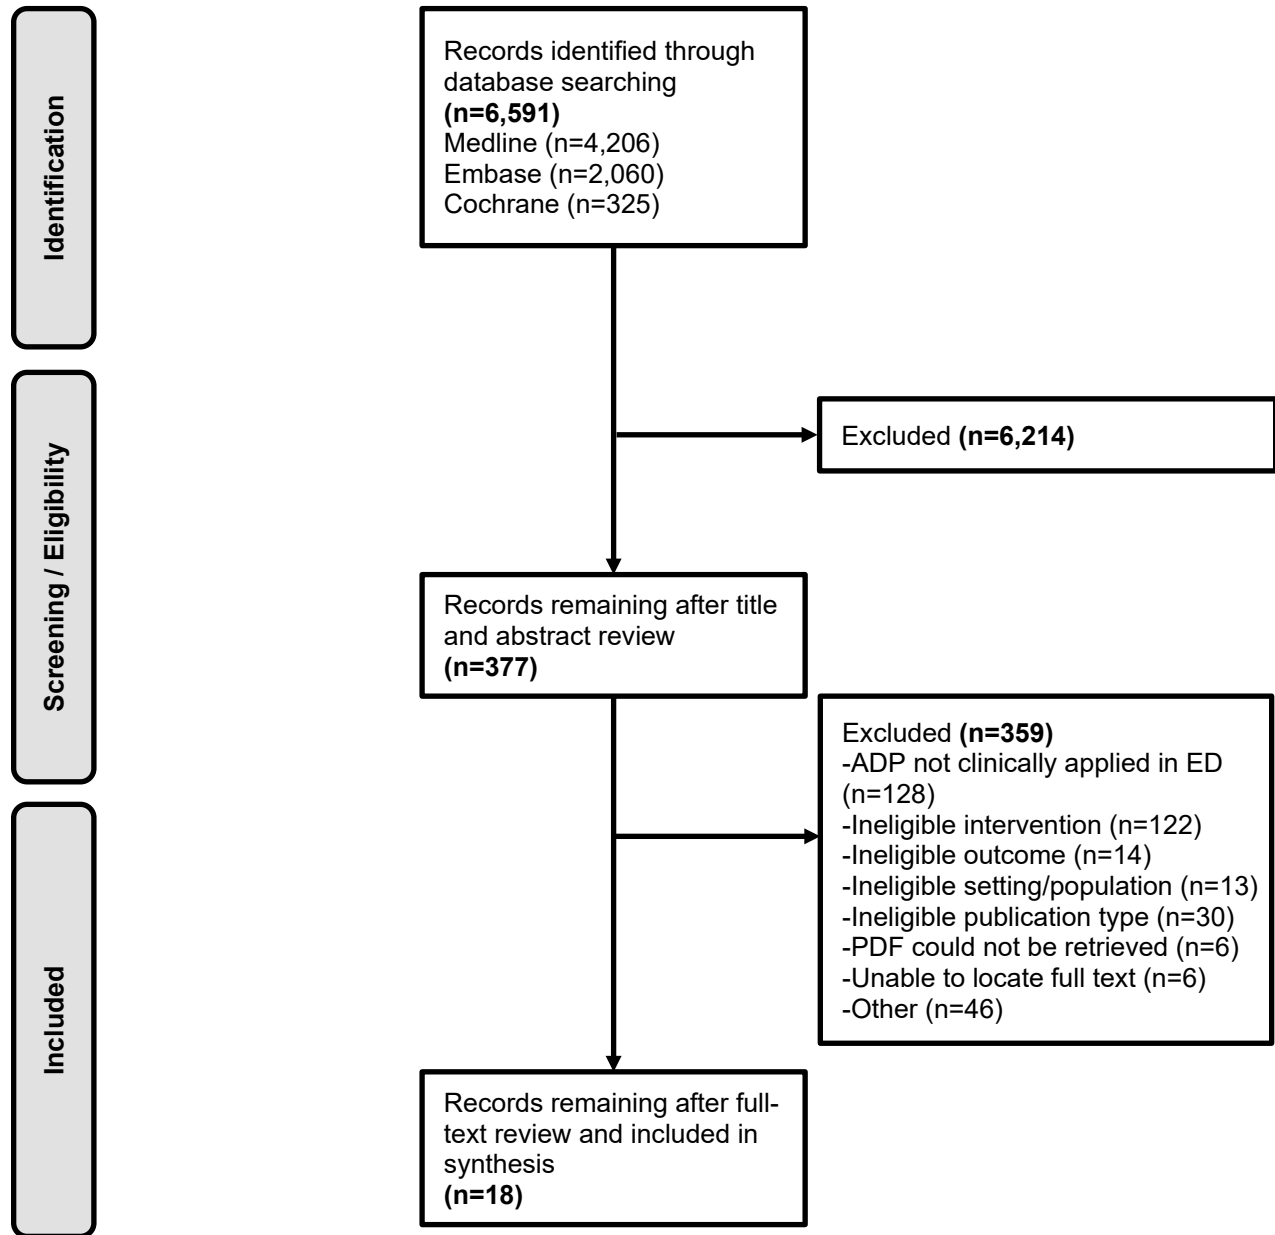 Identification
Records identified through
database searching
(n=6,591)
Medline (n=4,206)
Embase (n=2,060)
Cochrane (n=325)
Screening / Eligibility
Excluded (n=6,214)
Records remaining after title
and abstract review
(n=377)
Excluded (n=359)
-ADP not clinically applied in ED
(n=128)
-Ineligible intervention (n=122)
-Ineligible outcome (n=14)
-Ineligible setting/population (n=13)
-Ineligible publication type (n=30)
-PDF could not be retrieved (n=6)
-Unable to locate full text (n=6)
-Other (n=46)
Included
Records remaining after full-
text review and included in
synthesis
(n=18)